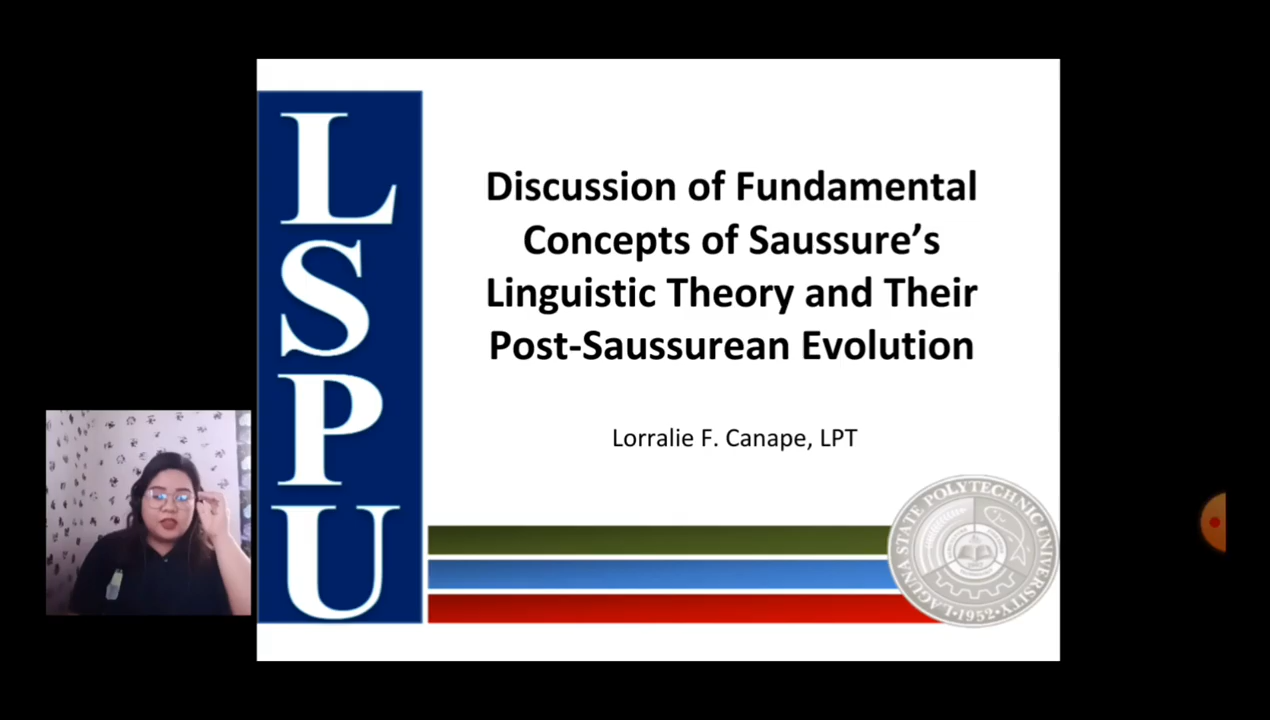 L
S
P
U
Discussion of Fundamental
Concepts of Saussure’s
Linguistic Theory and Their
Post-Saussurean Evolution
Lorralie F. Canape, LPT
LAGUNA STATE POLYTECHNIC UNIVERSITY
•1952•